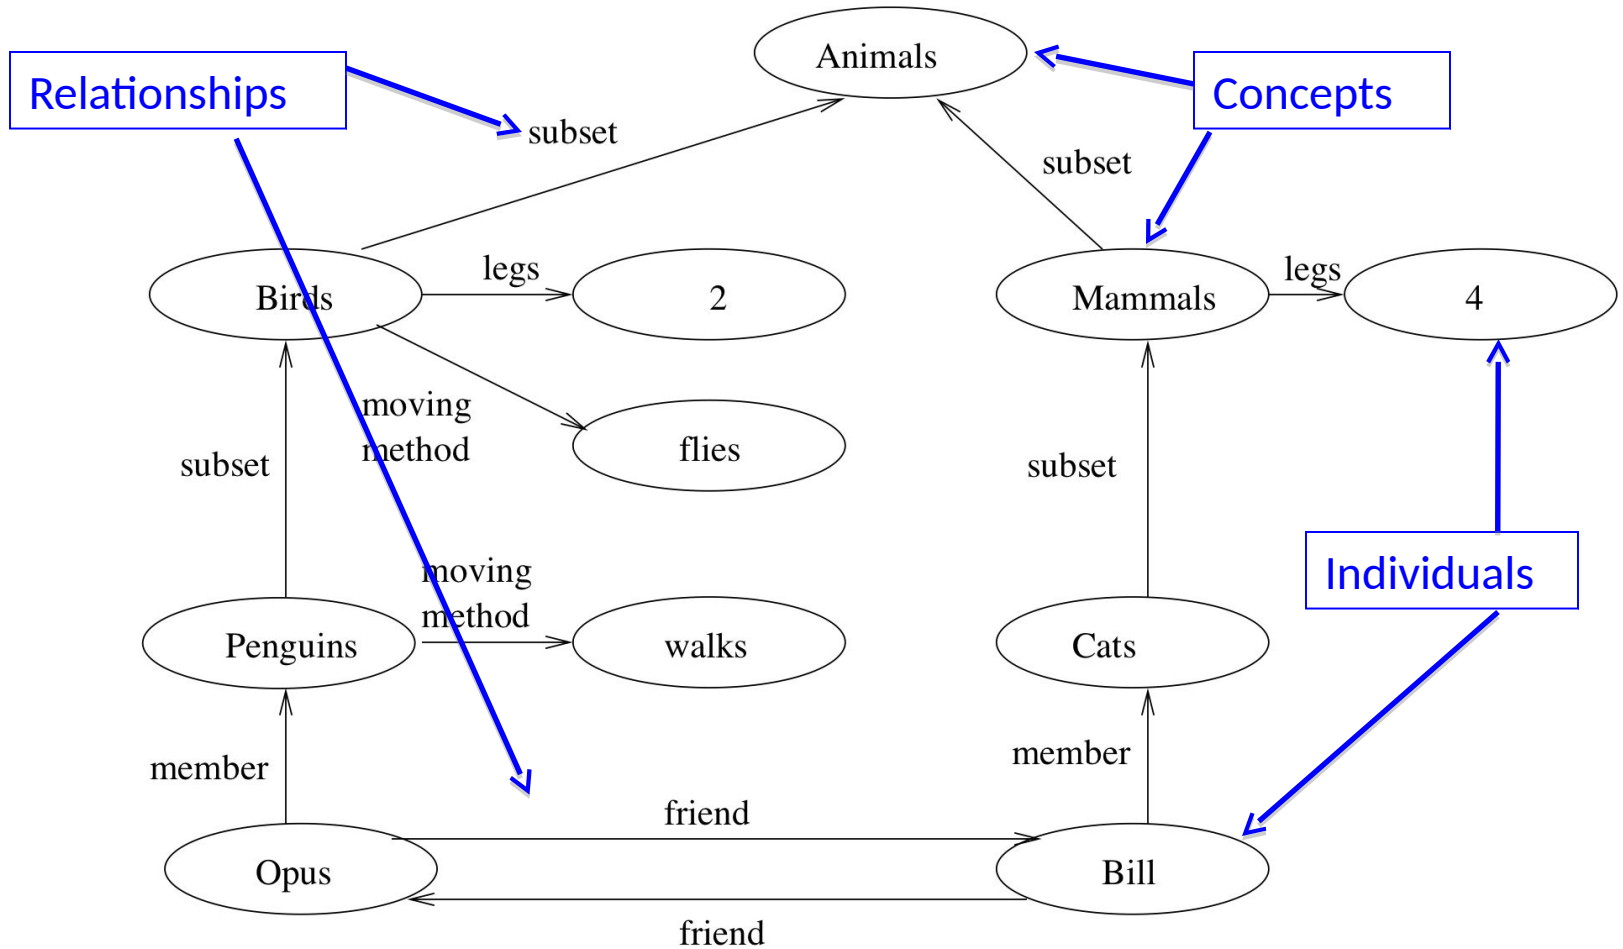 Animals
Relationships
Concepts
subset
subset
legs
legs
Birds
2
Mammals
4
moving
method
flies
subset
subset
moving
method
Individuals
Penguins
walks
Cats
member
member
friend
Opus
Bill
friend